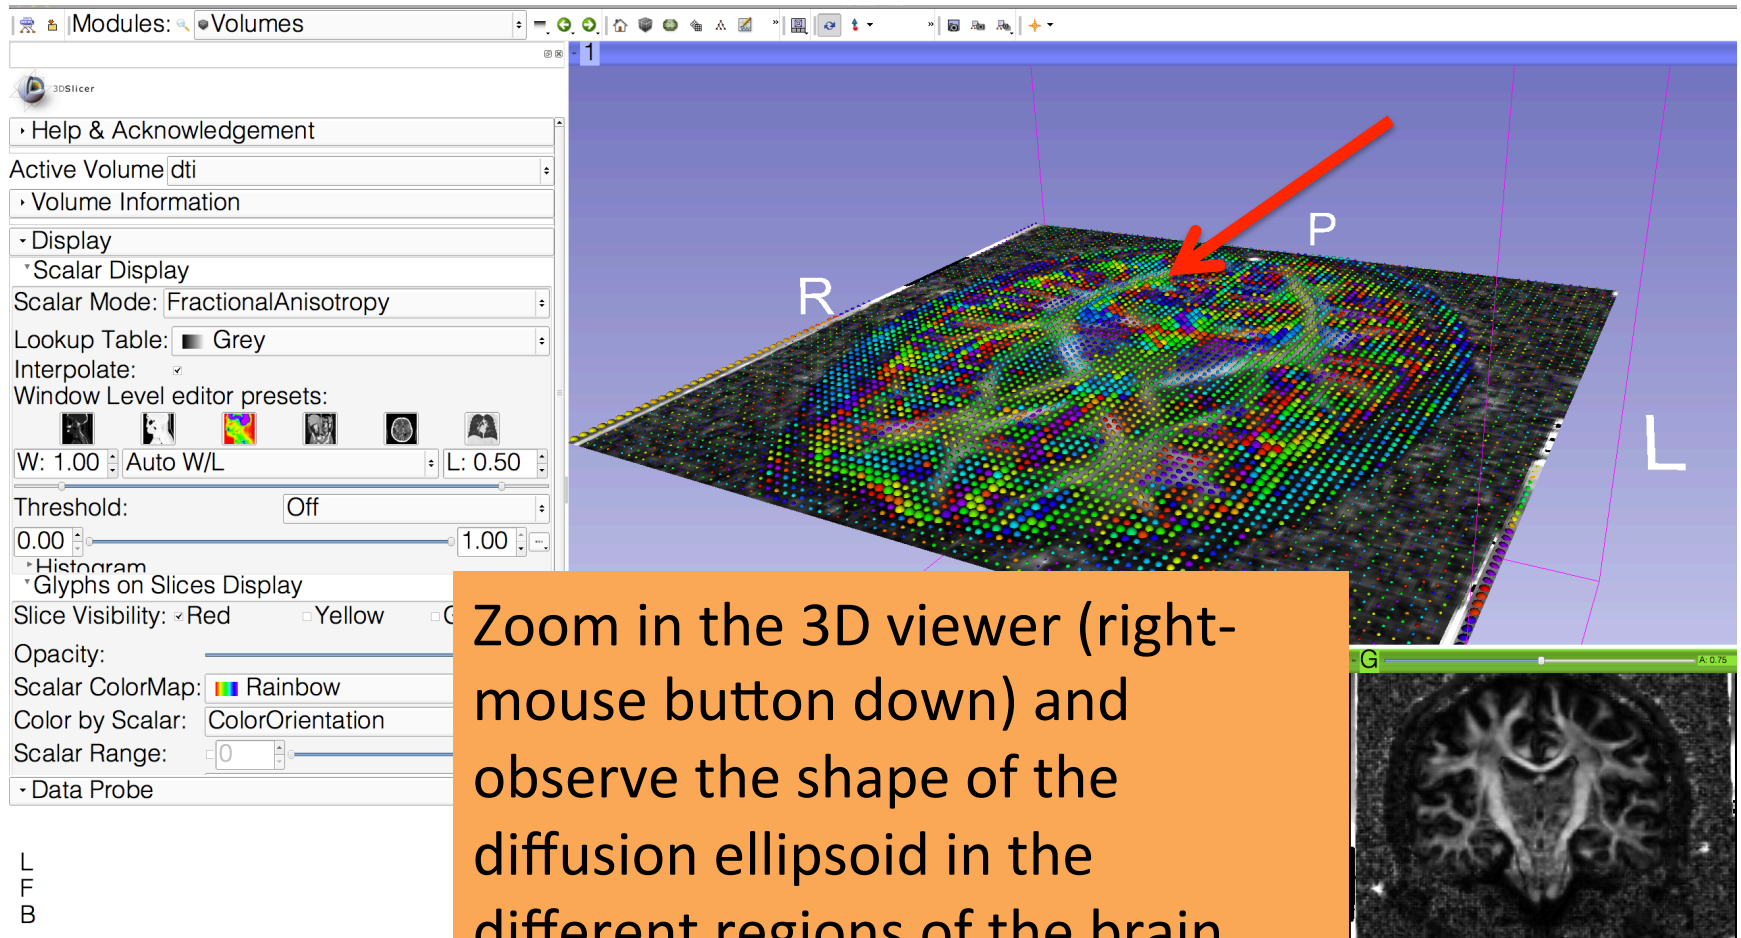 Modules: Volumes
3DSlicer
Help & Acknowledgement
Active Volume dti
Volume Information
Display
Scalar Display
Scalar Mode: FractionalAnisotropy
Lookup Table: Grey
Interpolate:
Window Level editor presets:
W: 1.00 Auto W/L L: 0.50
Threshold: Off
0.00 1.00
Histogram
Glyphs on Slices Display
Slice Visibility: Red Yellow
Opacity:
Scalar ColorMap: Rainbow
Color by Scalar: ColorOrientation
Scalar Range: 0
Data Probe
L
F
B
1
R
P
L
Zoom in the 3D viewer (right-
mouse button down) and
observe the shape of the
diffusion ellipsoid in the
different regions of the brain
G A: 0.75